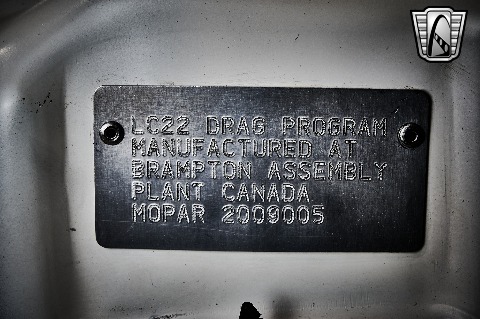 LC22 DRAG PROGRAM
MANUFACTURED AT
BRAMPTON ASSEMBLY
PLANT CANADA
MOPAR 2009005